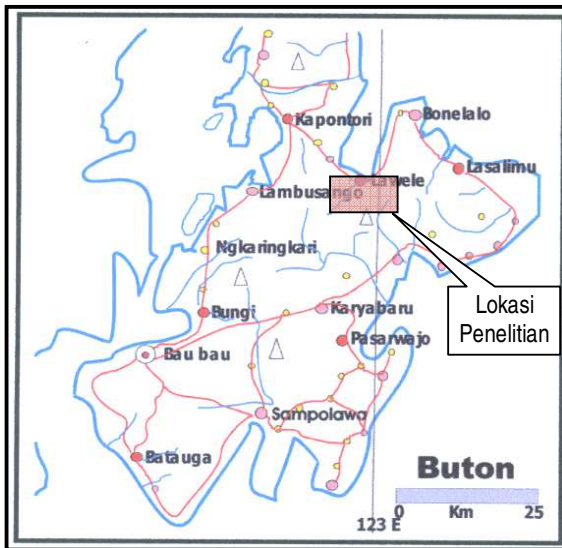 Kapontori
Bonelalo
Lasalimu
Lawele
Lambusango
Ngkaringkari
Bungi
Karyabaru
Lokasi
Penelitian
Bau bau
Pasarwajo
Sampolawa
Batauga
Buton
0 Km 25
123 E